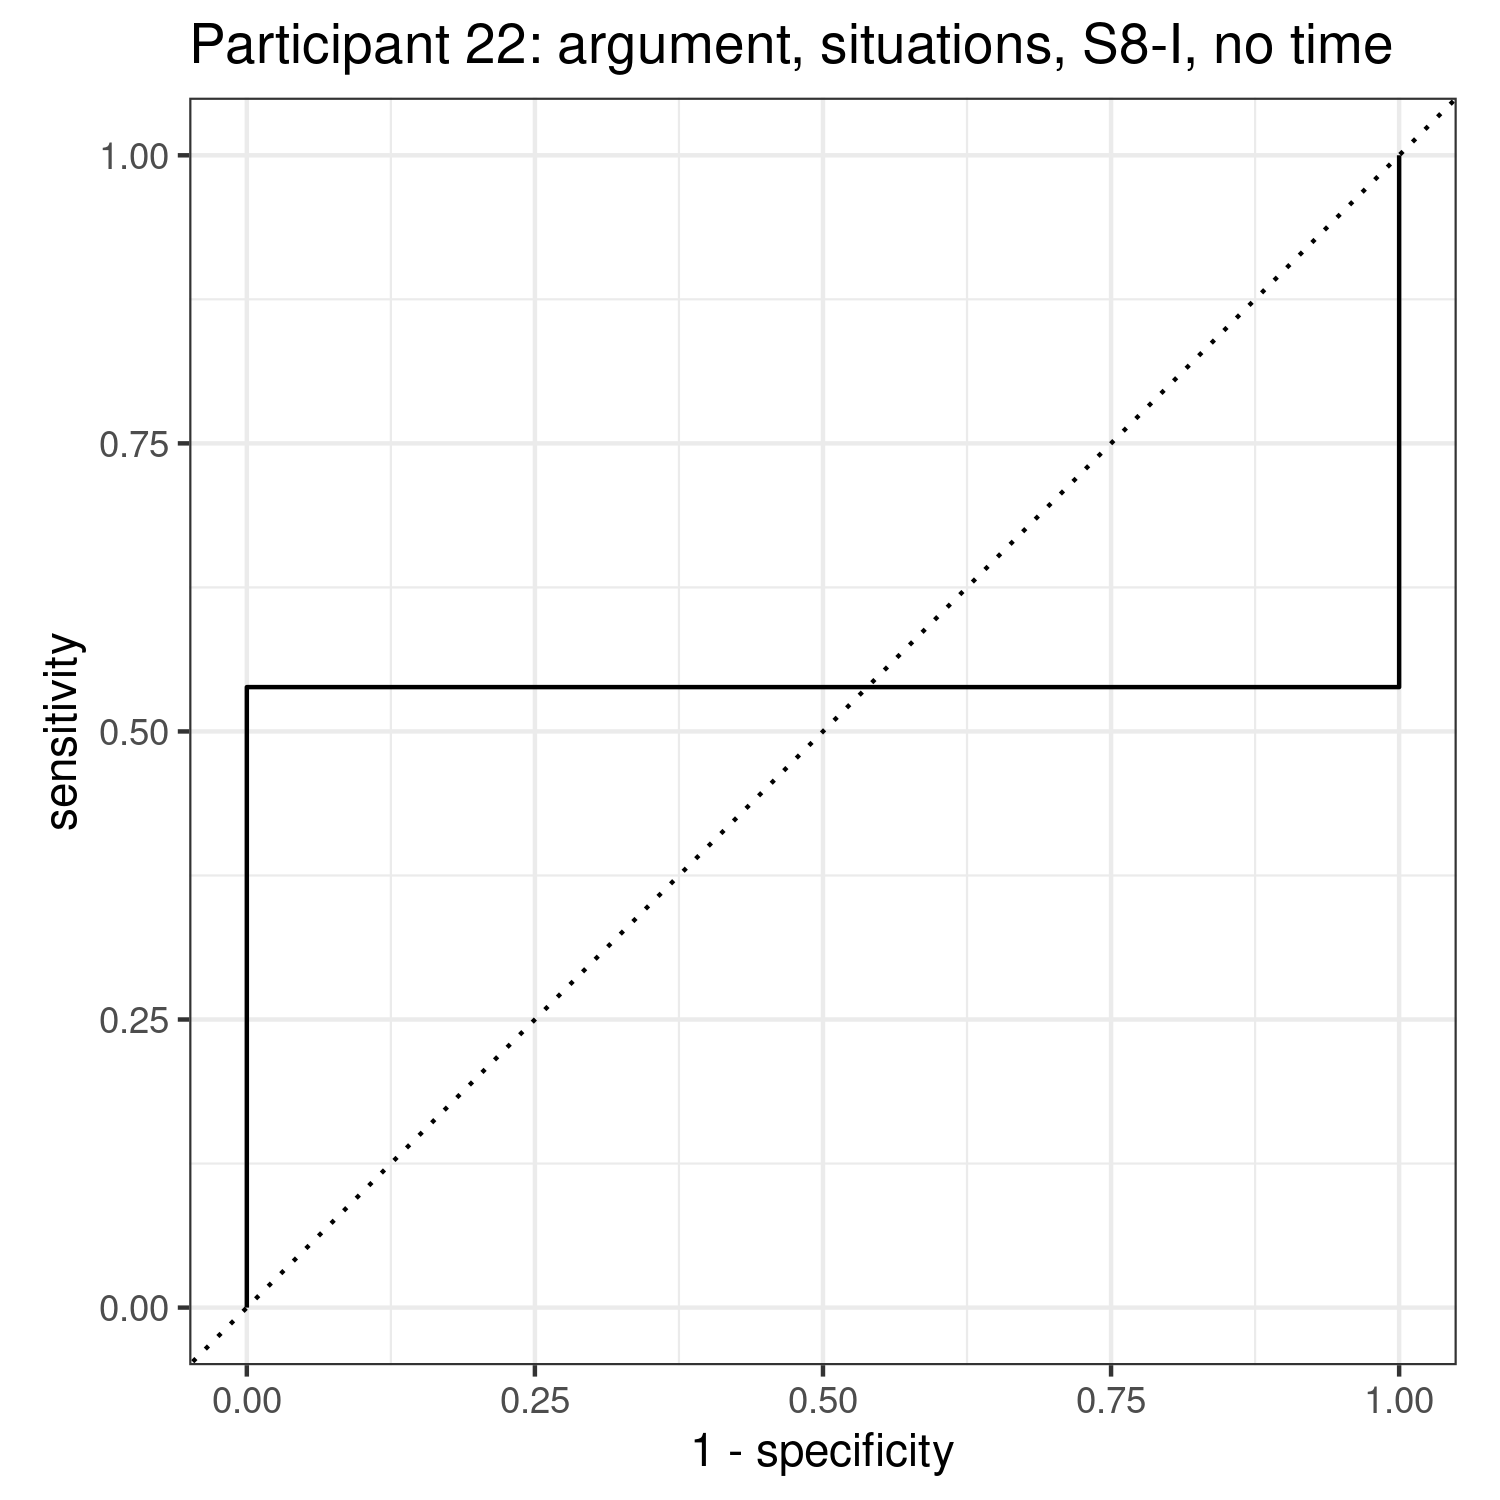 Participant 22: argument, situations, S8-I, no time
1.00
0.75
0.50
0.25
0.00
sensitivity
0.00 0.25 0.50 0.75 1.00
1 - specificity